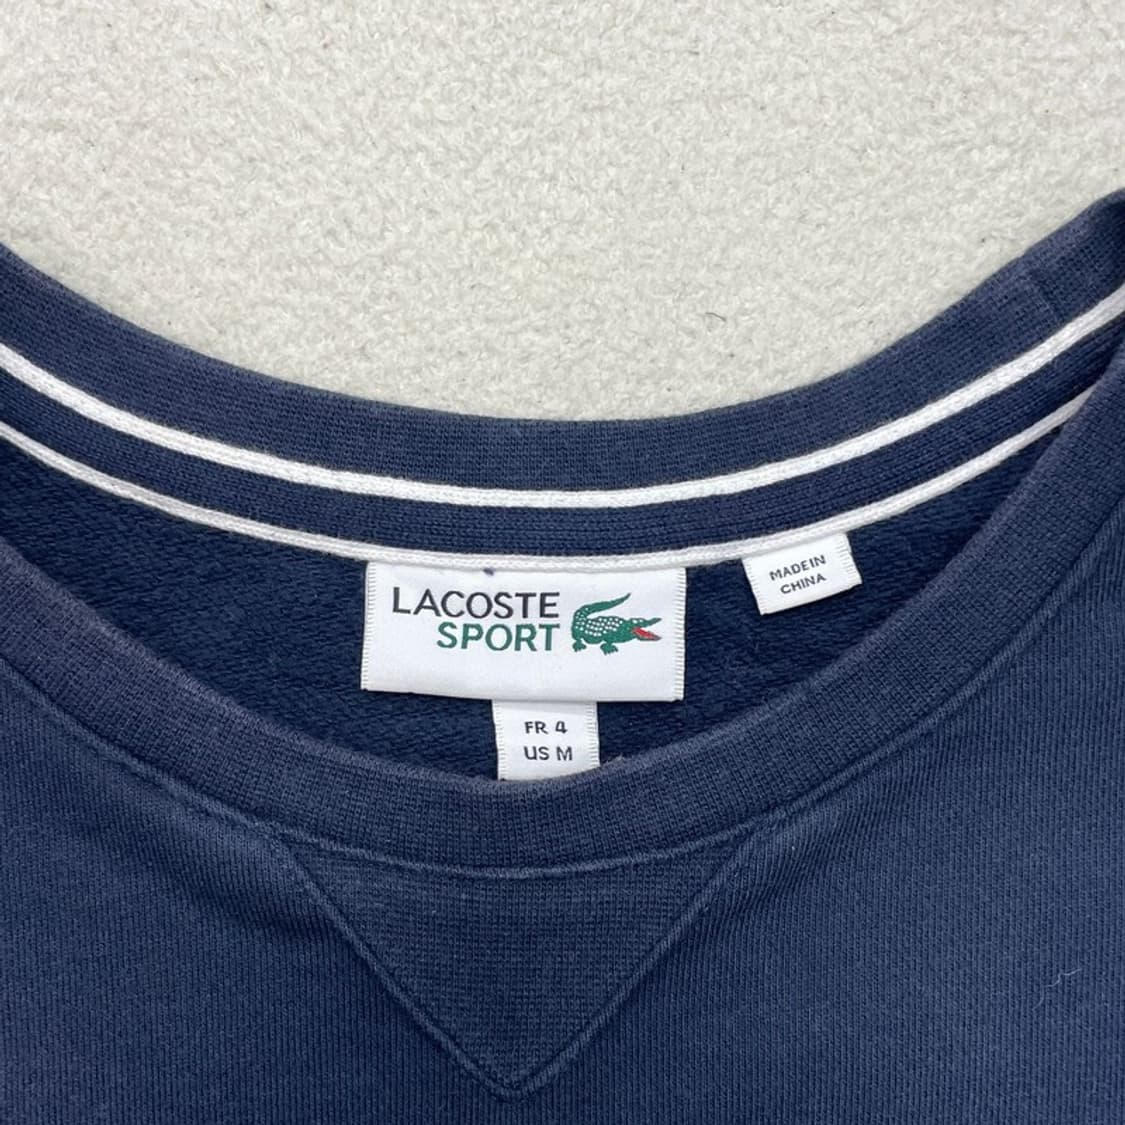 LACOSTE
SPORT
MADE IN
CHINA
FR 4
US M